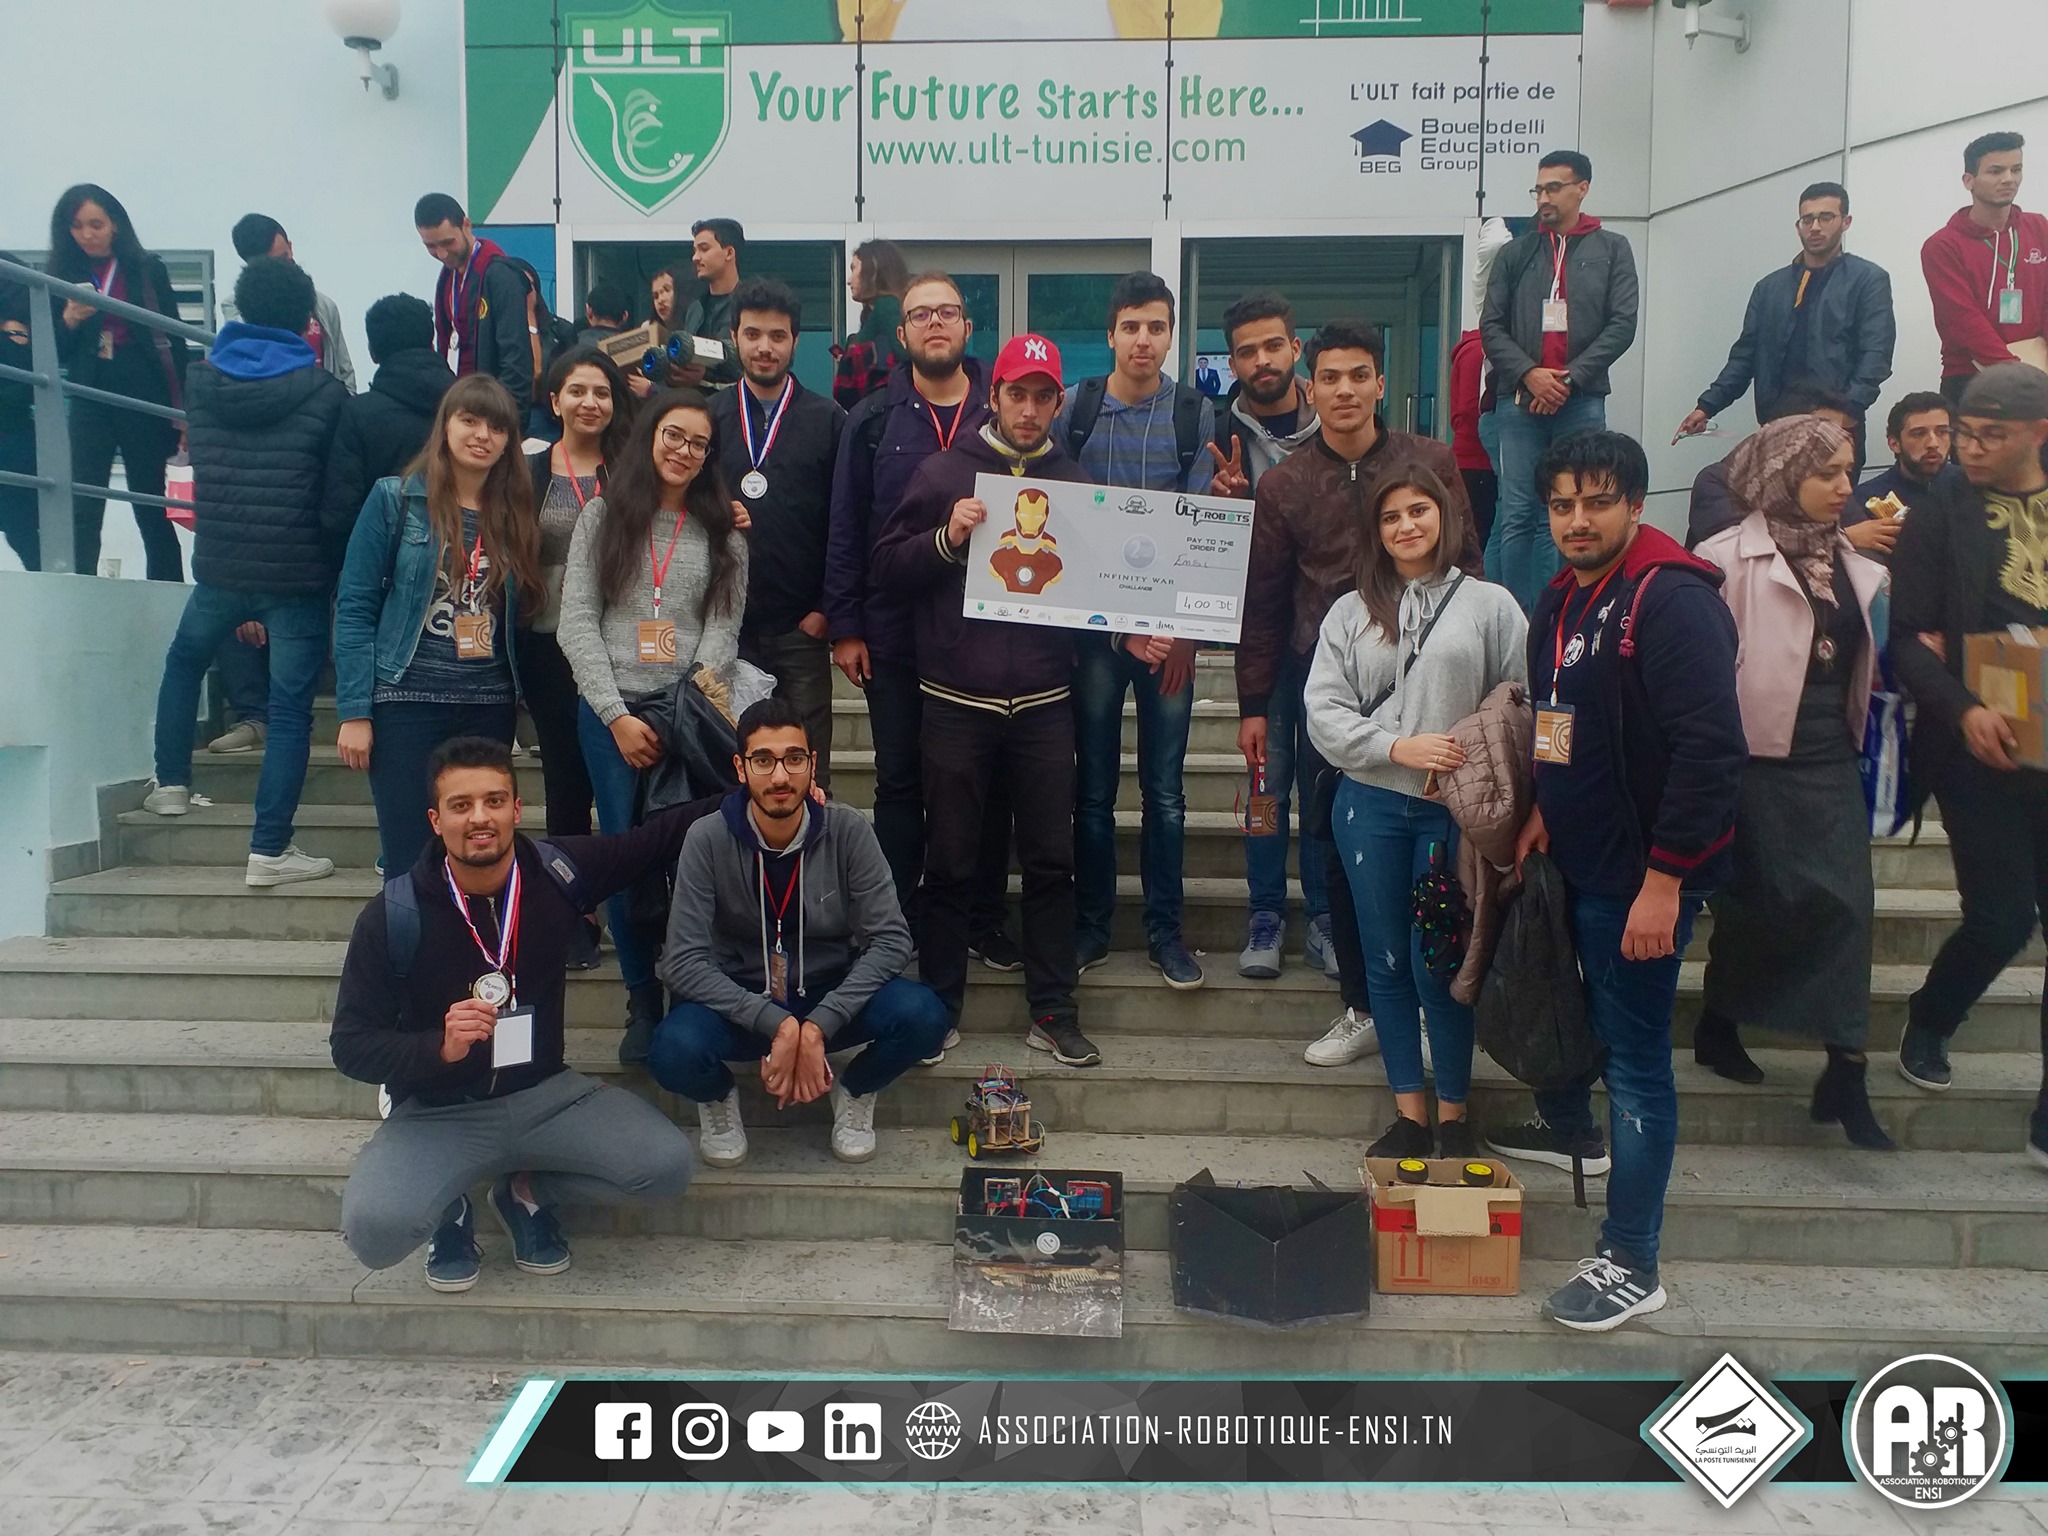 ULT
Your Future Starts Here...
www.ult-tunisie.com
L'ULT fait partie de
Bouebdelli
Education
Group
BEG
NY
ULT-ROBOTS
PAY TO THE
ORDER OF:
Ensi
INFINITY WAR
CHALLANGE
400 Dt
61430
WWW
ASSOCIATION-ROBOTIQUE-ENSI.TN
البريد التونسي
LA POSTE TUNISIENNE
AR
ASSOCIATION ROBOTIQUE
ENSI